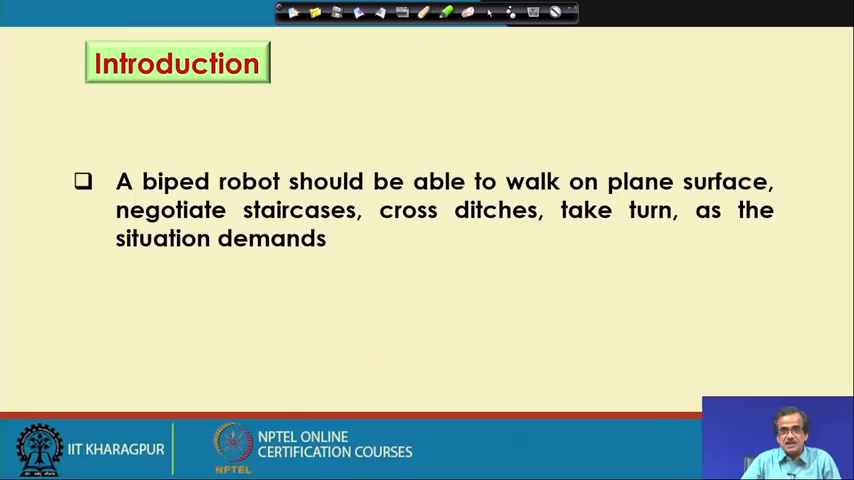 Introduction
❑ A biped robot should be able to walk on plane surface,
negotiate staircases, cross ditches, take turn, as the
situation demands
IIT KHARAGPUR
NPTEL
NPTEL ONLINE
CERTIFICATION COURSES